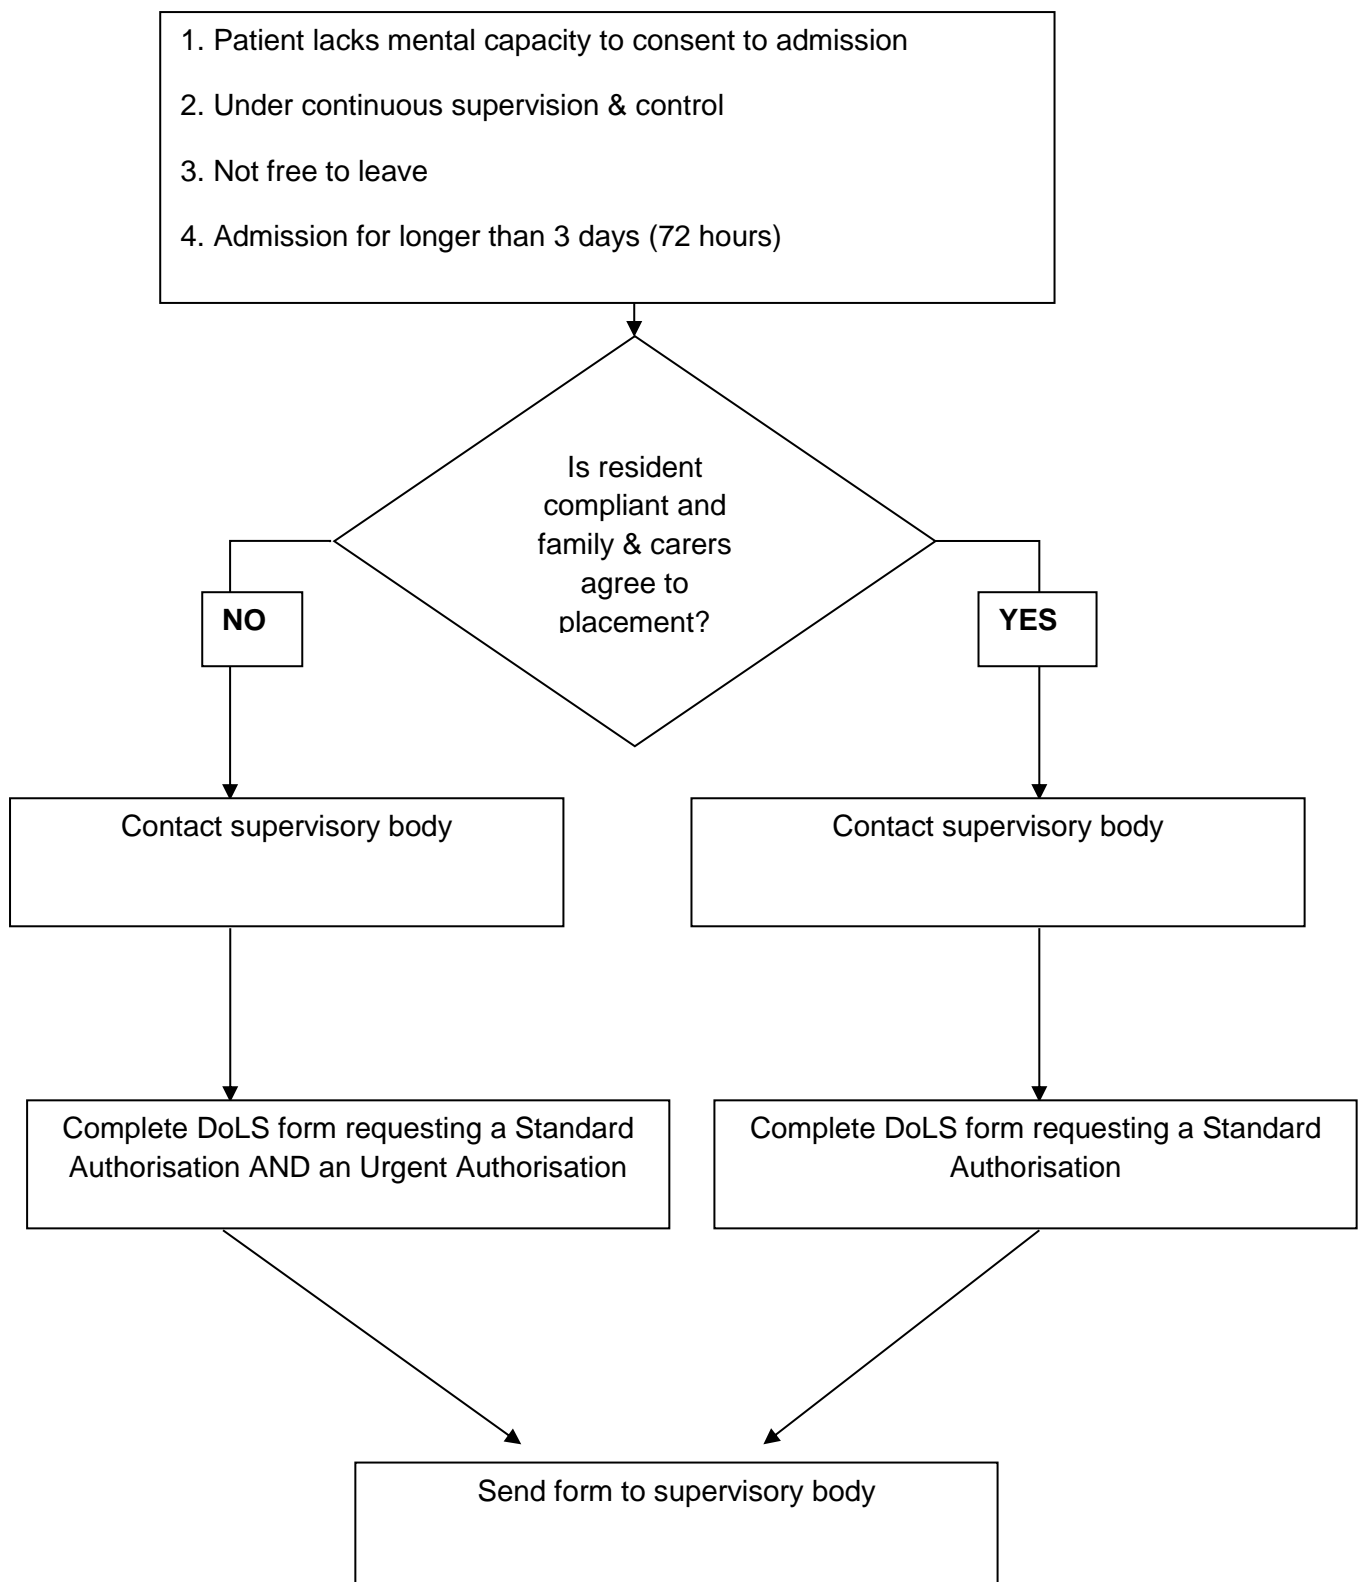 1. Patient lacks mental capacity to consent to admission
2. Under continuous supervision & control
3. Not free to leave
4. Admission for longer than 3 days (72 hours)
Is resident
compliant and
family & carers
agree to
placement?
NO
YES
Contact supervisory body
Contact supervisory body
Complete DoLS form requesting a Standard
Authorisation AND an Urgent Authorisation
Complete DoLS form requesting a Standard
Authorisation
Send form to supervisory body